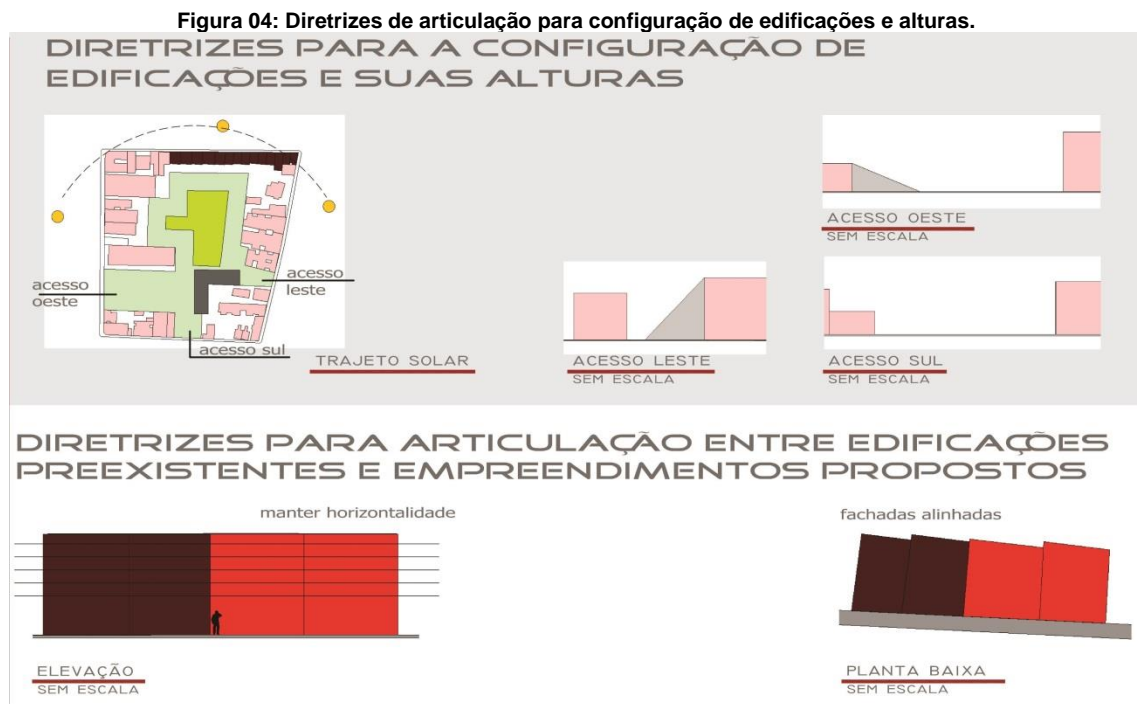 Figura 04: Diretrizes de articulação para configuração de edificações e alturas.
DIRETRIZES PARA A CONFIGURAÇÃO DE
EDIFICAÇÕES E SUAS ALTURAS
acesso
oeste
acesso
leste
acesso sul
TRAJETO SOLAR
ACESSO LESTE
SEM ESCALA
ACESSO OESTE
SEM ESCALA
ACESSO SUL
SEM ESCALA
DIRETRIZES PARA ARTICULAÇÃO ENTRE EDIFICAÇÕES
PREEXISTENTES E EMPREENDIMENTOS PROPOSTOS
manter horizontalidade
ELEVAÇÃO
SEM ESCALA
fachadas alinhadas
PLANTA BAIXA
SEM ESCALA